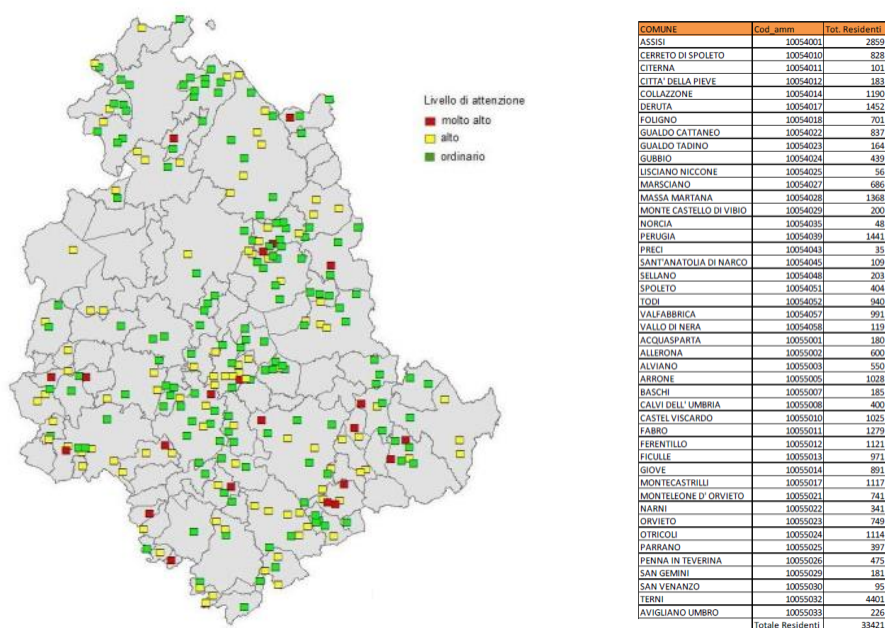 Livello di attenzione
molto alto
alto
ordinario
COMUNE Cod_amm Tot. Residenti
ASSISI 10054001 2859
CERRETO DI SPOLETO 10054010 828
CITERNA 10054011 101
CITTA' DELLA PIEVE 10054012 183
COLLAZZONE 10054014 1190
DERUTA 10054017 1452
FOLIGNO 10054018 701
GUALDO CATTANEO 10054022 837
GUALDO TADINO 10054023 164
GUBBIO 10054024 439
LISCIANO NICCONE 10054025 56
MARSCIANO 10054027 686
MASSA MARTANA 10054028 1368
MONTE CASTELLO DI VIBIO 10054029 200
NORCIA 10054035 48
PERUGIA 10054039 1441
PRECI 10054043 35
SANT'ANATOLIA DI NARCO 10054045 109
SELLANO 10054048 203
SPOLETO 10054051 404
TODI 10054052 940
VALFABBRICA 10054057 991
VALLO DI NERA 10054058 119
ACQUASPARTA 10055001 180
ALLERONA 10055002 600
ALVIANO 10055003 550
ARRONE 10055005 1028
BASCHI 10055007 185
CALVI DELL' UMBRIA 10055008 400
CASTEL VISCARDO 10055010 1025
FABRO 10055011 1279
FERENTILLO 10055012 1121
FICULLE 10055013 971
GIOVE 10055014 891
MONTECASTRILLI 10055017 1117
MONTELEONE D' ORVIETO 10055021 741
NARNI 10055022 341
ORVIETO 10055023 749
OTRICOLI 10055024 1114
PARRANO 10055025 397
PENNA IN TEVERINA 10055026 475
SAN GEMINI 10055029 181
SAN VENANZO 10055030 95
TERNI 10055032 4401
AVIGLIANO UMBRO 10055033 226
Totale Residenti 33421